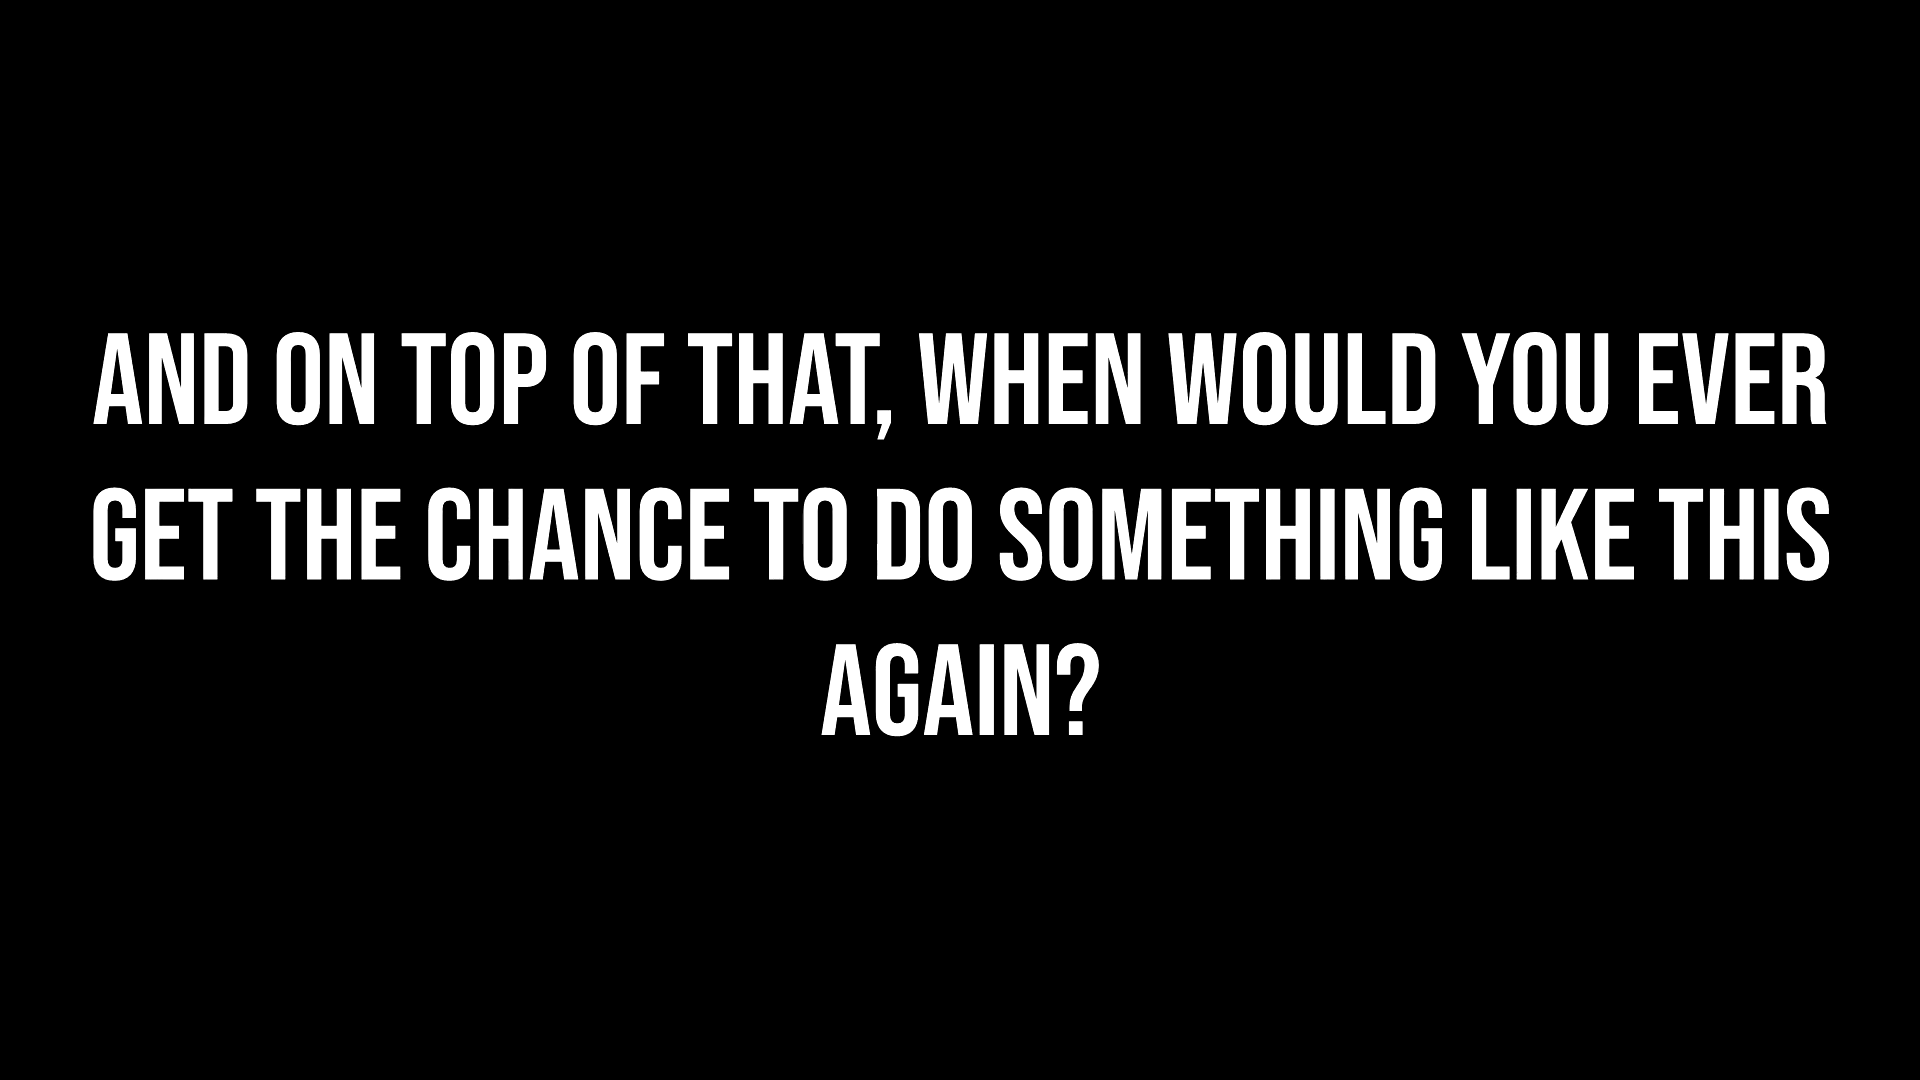 AND ON TOP OF THAT, WHEN WOULD YOU EVER
GET THE CHANCE TO DO SOMETHING LIKE THIS
AGAIN?